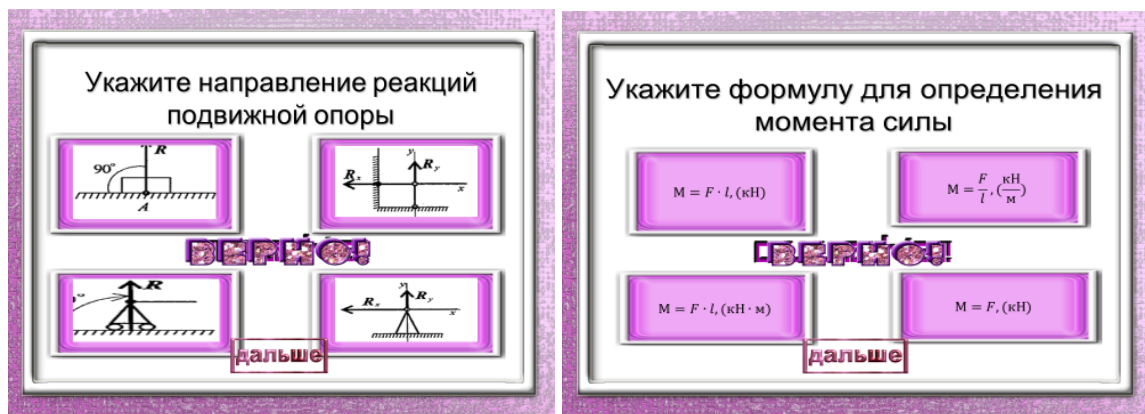 Укажите направление реакций
подвижной опоры
R
90°
A
y
Rx
Ry
x
ВЕРНО!
R
y
Rx
Ry
x
дальше
Укажите формулу для определения
момента силы
M = F · l, (кН)
M = F/l, (кН/м)
ВЕРНО!
M = F · l, (кН · м)
M = F, (кН)
дальше